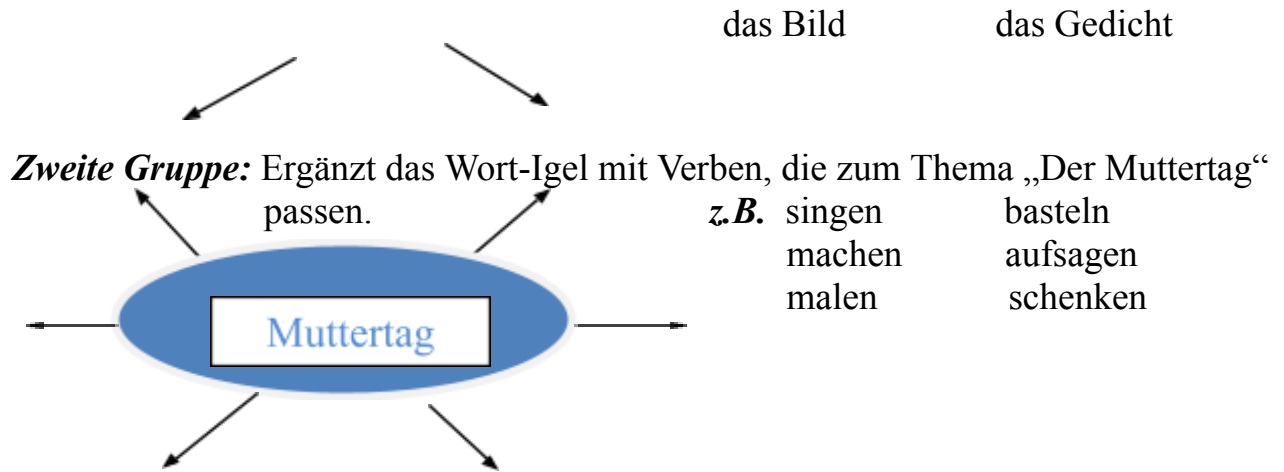 das Bild das Gedicht
Zweite Gruppe: Ergänzt das Wort-Igel mit Verben, die zum Thema „Der Muttertag“
passen. z.B. singen basteln
machen aufsagen
malen schenken
Muttertag